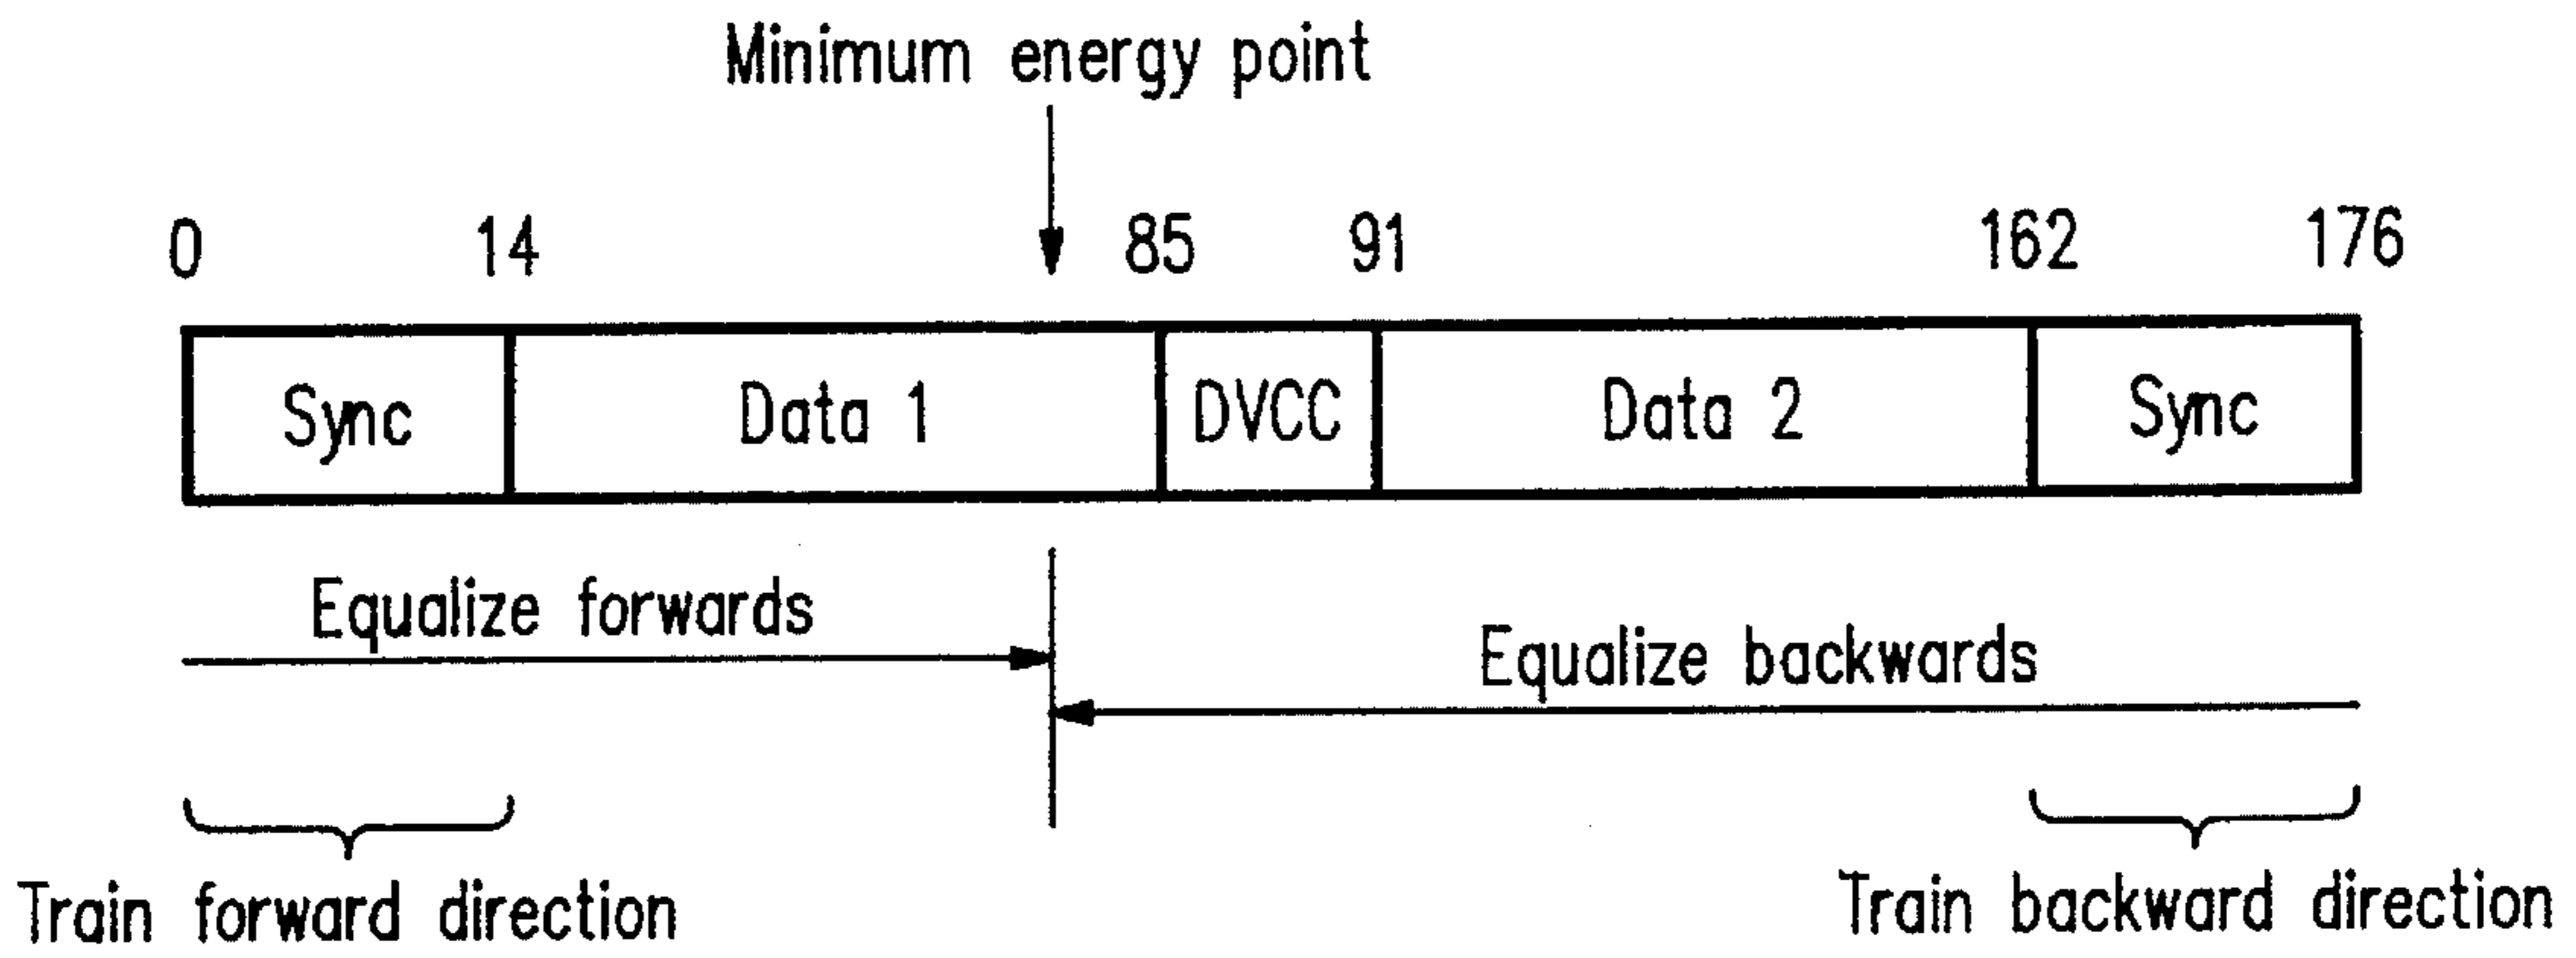 Minimum energy point
0 14 85 91 162 176
Sync Data 1 DVCC Data 2 Sync
Equalize forwards
Equalize backwards
Train forward direction
Train backward direction